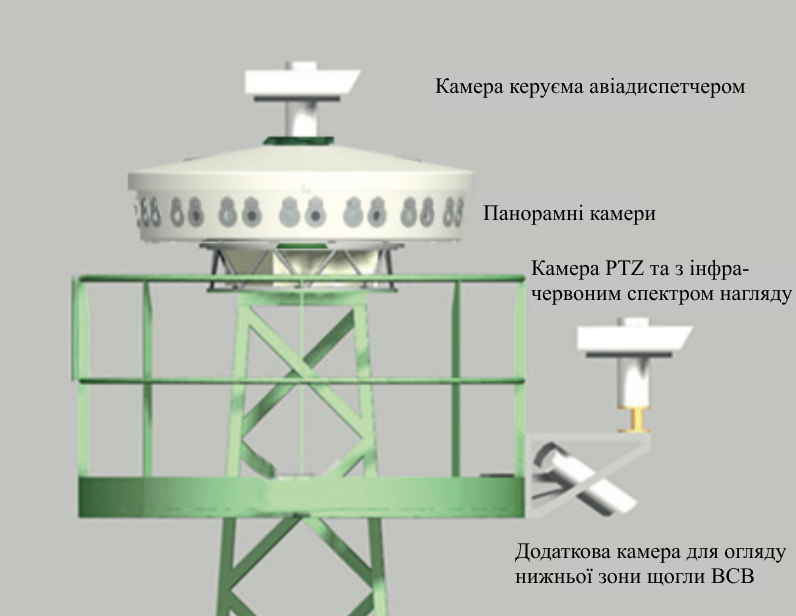 Камера керуєма авіадиспетчером
Панорамні камери
Камера PTZ та з інфра-
червоним спектром нагляду
Додаткова камера для огляду
нижньої зони щогли ВСВ